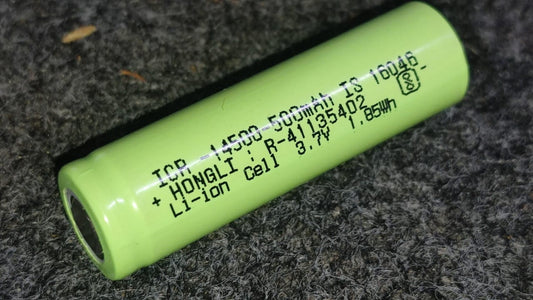 ICR -14500-500mAh IS 16046
+ HONGLI : R-41135402
Li-ion Cell 3.7V 1.85Wh